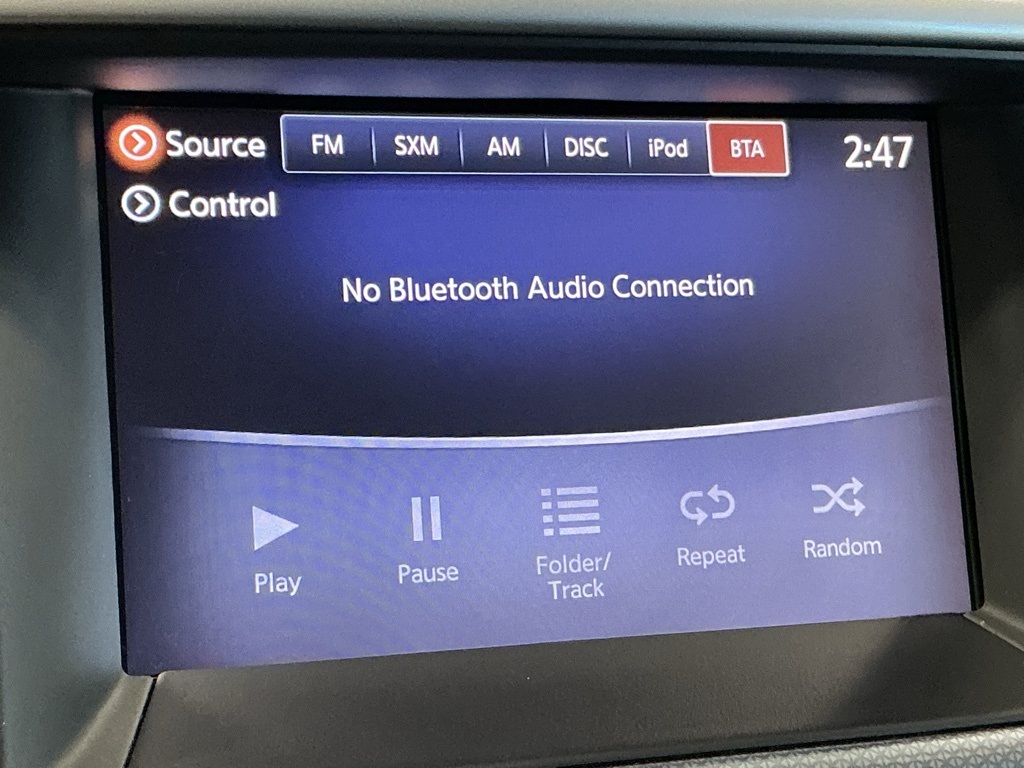 Source FM SXM AM DISC iPod BTA 2:47
Control
No Bluetooth Audio Connection
Play Pause Folder/ Repeat Random
Track